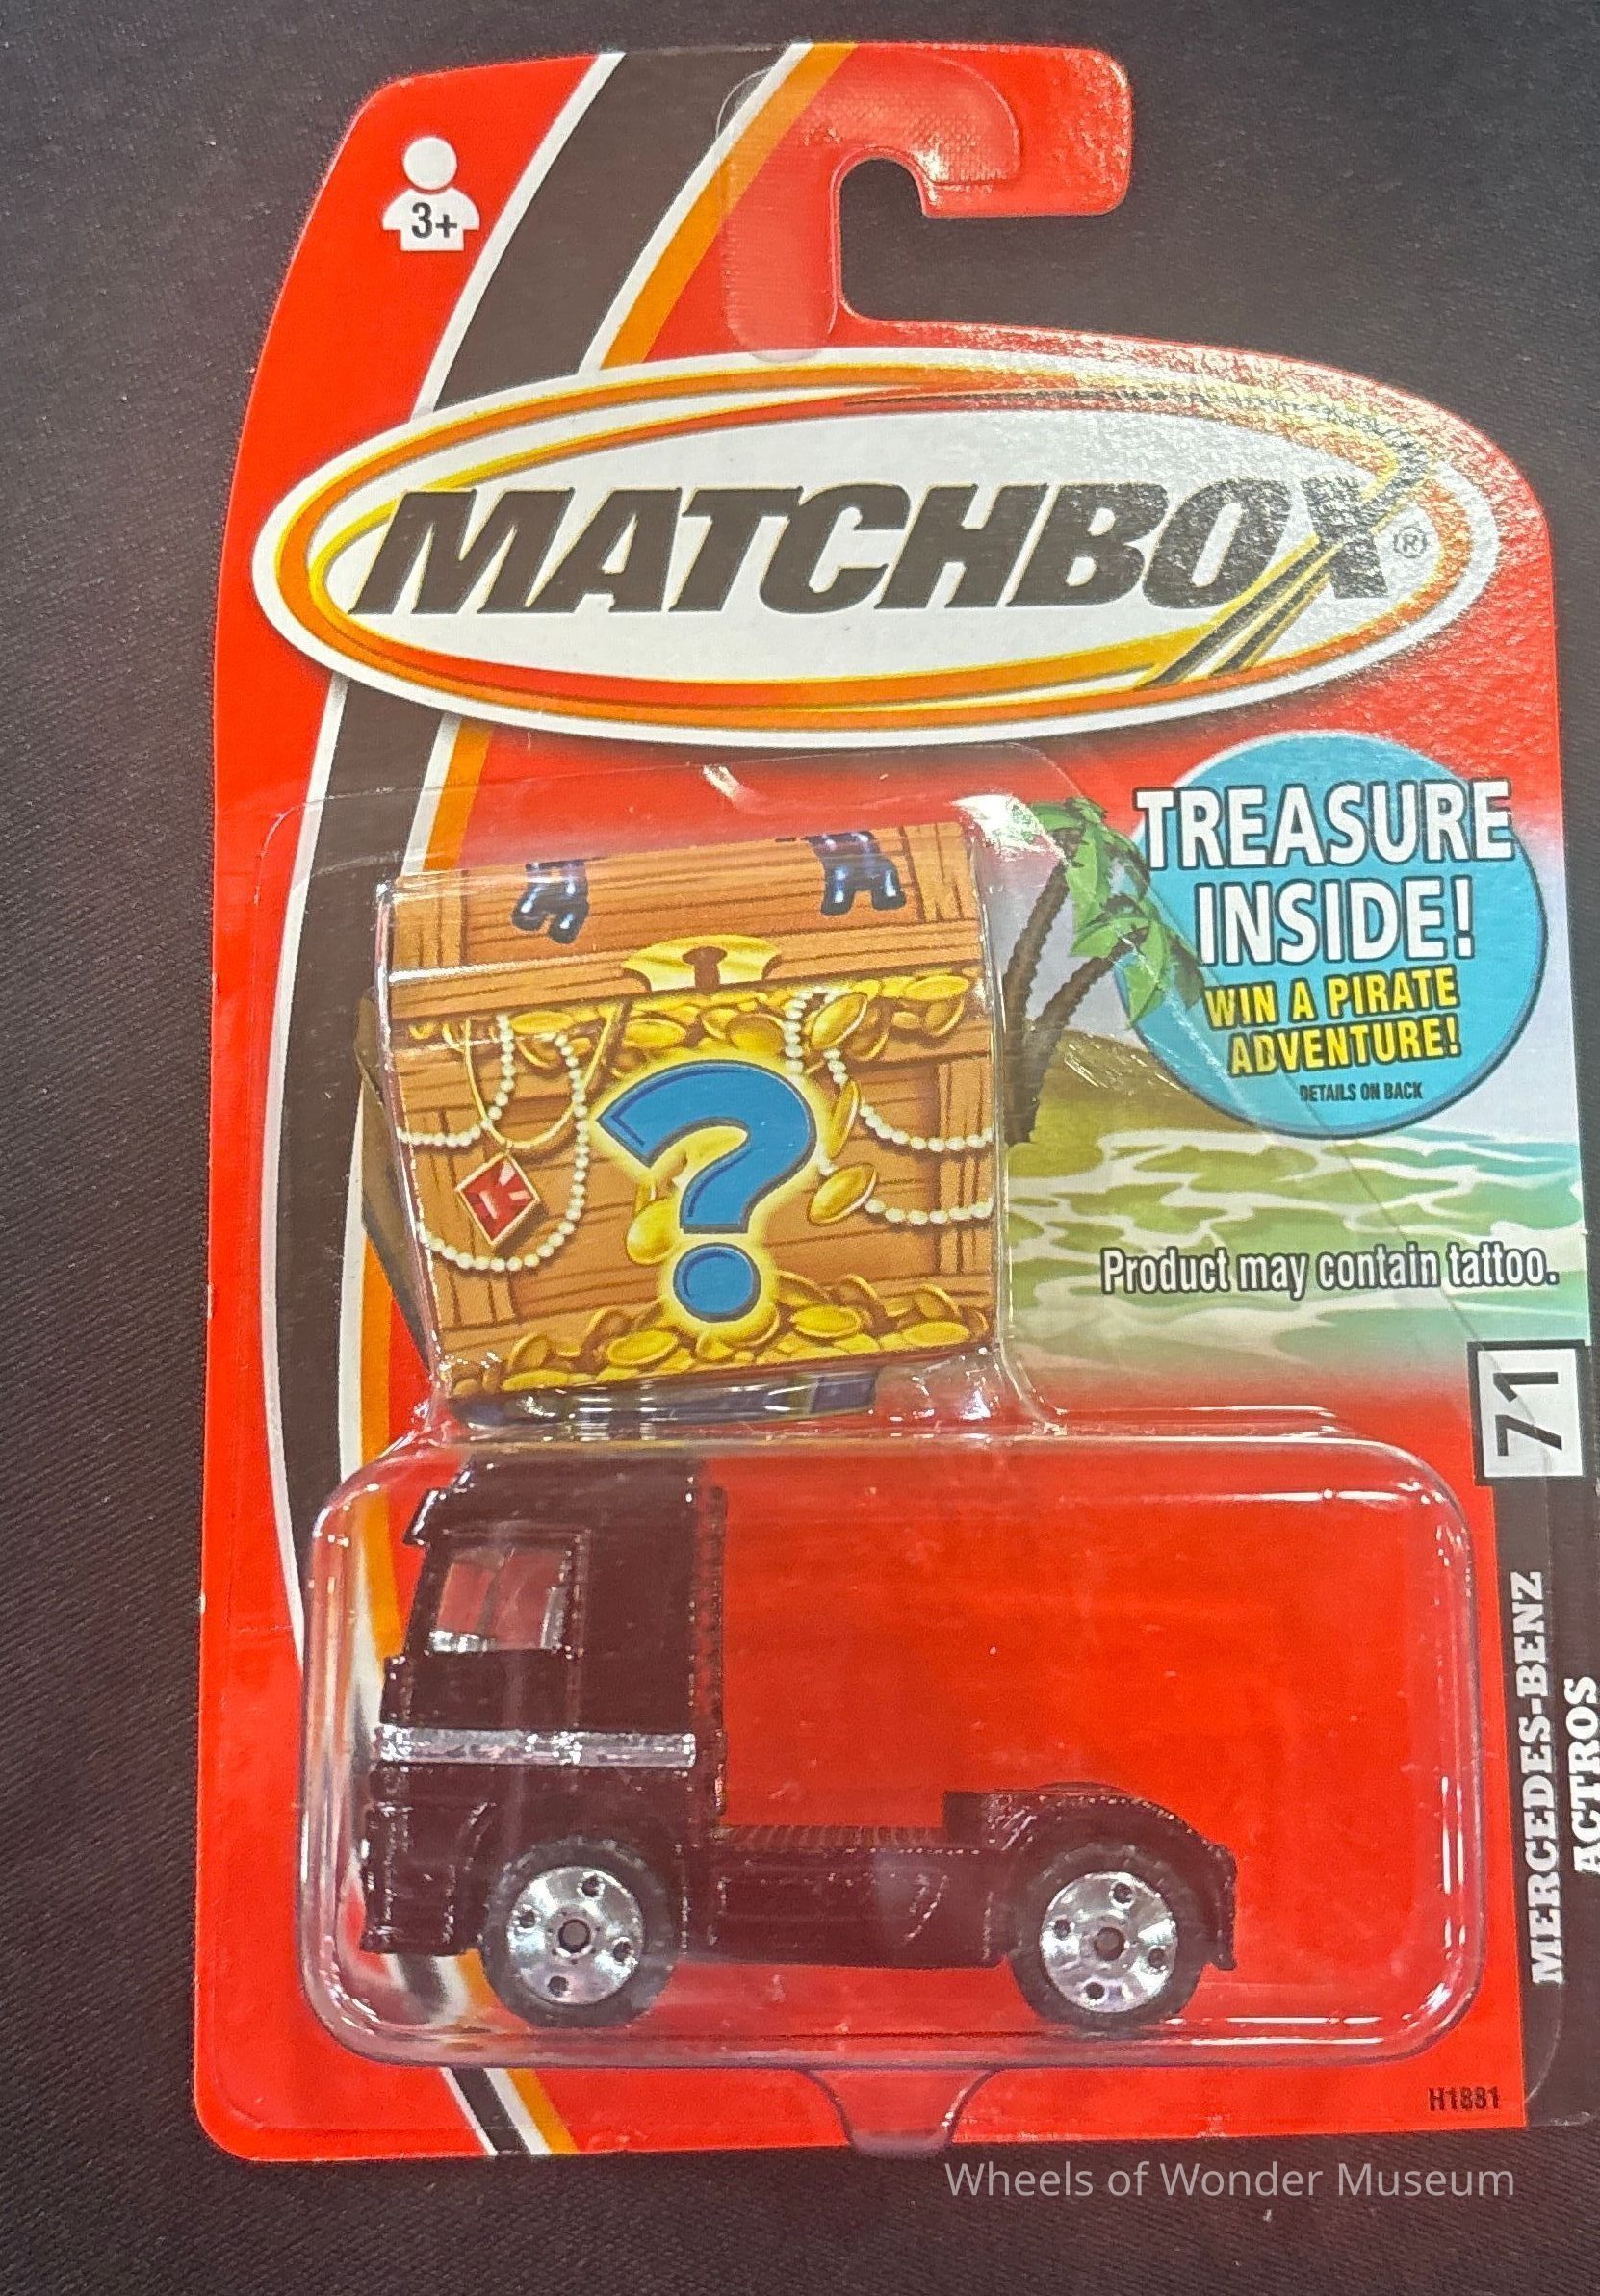 3+
MATCHBOX®
TREASURE
INSIDE!
WIN A PIRATE
ADVENTURE!
DETAILS ON BACK
?
Product may contain tattoo.
71
MERCEDES-BENZ
ACTROS
H1881
Wheels of Wonder Museum